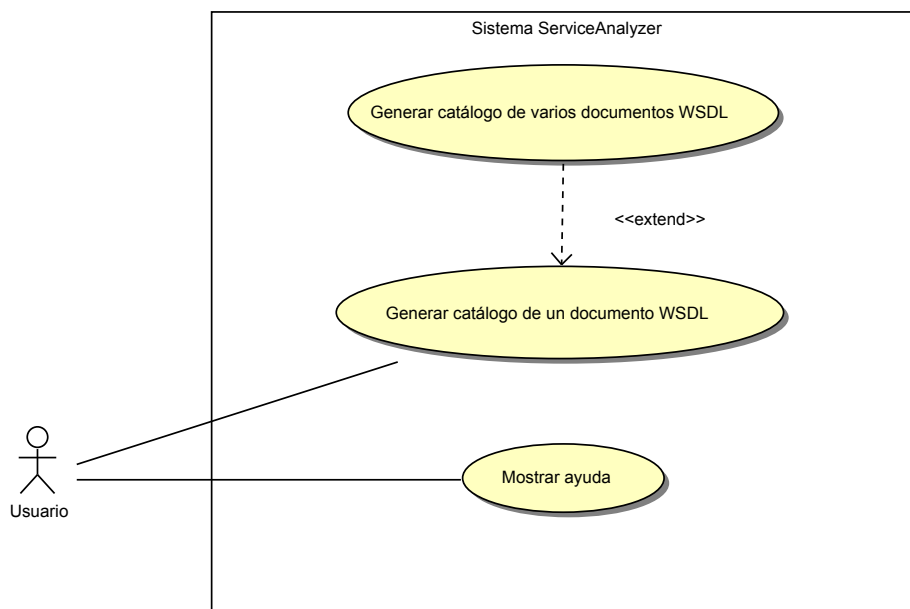 Sistema ServiceAnalyzer
Generar catálogo de varios documentos WSDL
<<extend>>
Generar catálogo de un documento WSDL
Mostrar ayuda
Usuario